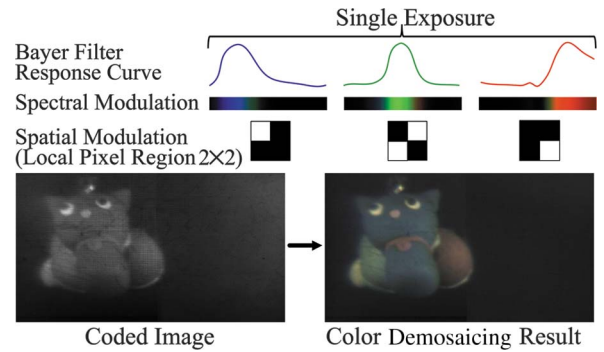 Single Exposure
Bayer Filter
Response Curve
Spectral Modulation
Spatial Modulation
(Local Pixel Region 2×2)
Coded Image
Color Demosaicing Result